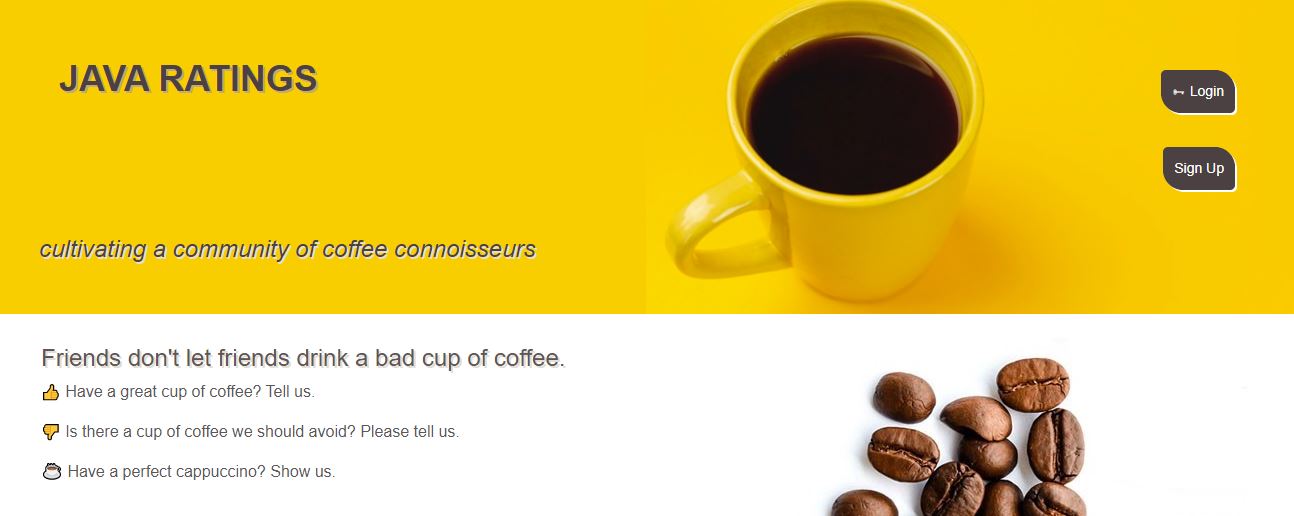 JAVA RATINGS
Login
Sign Up
cultivating a community of coffee connoisseurs
Friends don't let friends drink a bad cup of coffee.
👍 Have a great cup of coffee? Tell us.
👎 Is there a cup of coffee we should avoid? Please tell us.
☕ Have a perfect cappuccino? Show us.